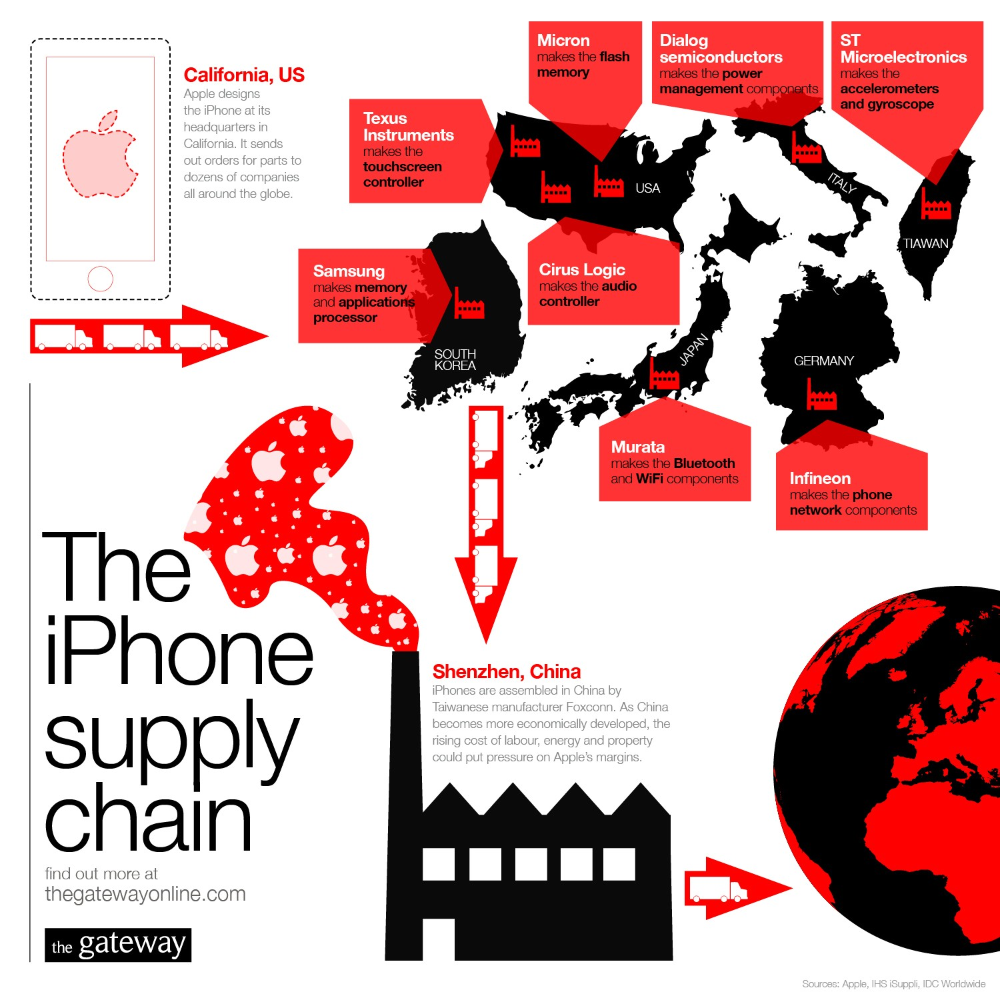 California, US
Apple designs
the iPhone at its
headquarters in
California. It sends
out orders for parts to
dozens of companies
all around the globe.
Texus
Instruments
makes the
touchscreen
controller
Micron
makes the flash
memory
Dialog
semiconductors
makes the power
management components
ST
Microelectronics
makes the
accelerometers
and gyroscope
USA
ITALY
TIAWAN
Samsung
makes memory
and applications
processor
SOUTH
KOREA
Cirus Logic
makes the audio
controller
JAPAN
GERMANY
Murata
makes the Bluetooth
and WiFi components
Infineon
makes the phone
network components
The
iPhone
supply
chain
find out more at
thegatewayonline.com
the gateway
Shenzhen, China
iPhones are assembled in China by
Taiwanese manufacturer Foxconn. As China
becomes more economically developed, the
rising cost of labour, energy and property
could put pressure on Apple's margins.
Sources: Apple, IHS iSuppli, IDC Worldwide